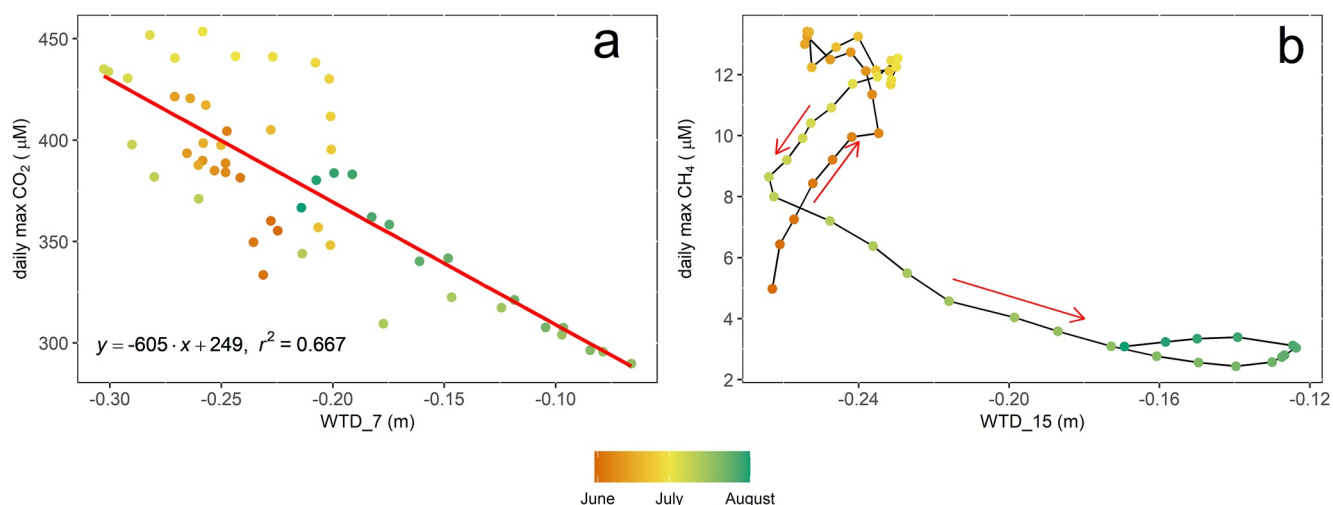 a
450
400
350
300
daily max CO₂ ( μM)
y = -605 · x + 249, r² = 0.667
-0.30 -0.25 -0.20 -0.15 -0.10
WTD_7 (m)
b
12
10
8
6
4
2
daily max CH₄ ( μM)
-0.24 -0.20 -0.16 -0.12
WTD_15 (m)
June July August